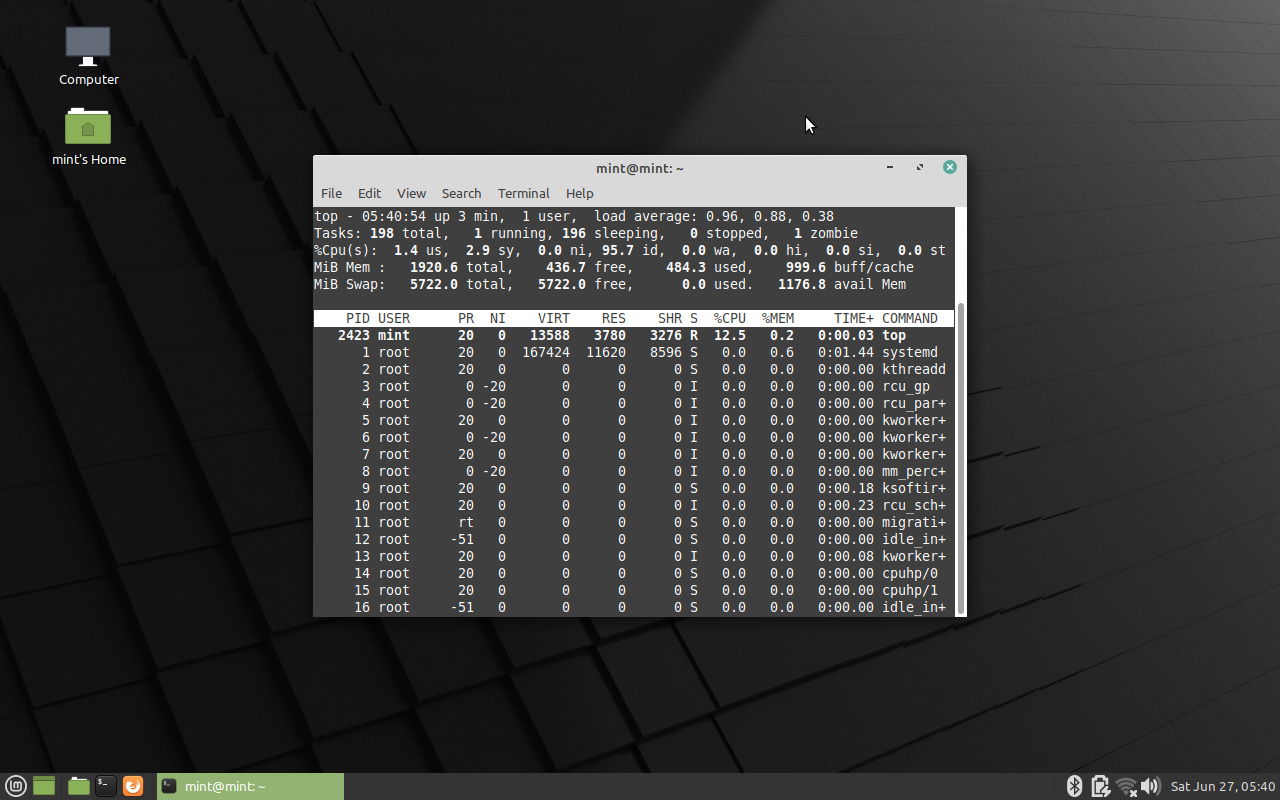 Computer
mint's Home
mint@mint: ~
File Edit View Search Terminal Help
top - 05:40:54 up 3 min,  1 user,  load average: 0.96, 0.88, 0.38
Tasks: 198 total,   1 running, 196 sleeping,   0 stopped,   1 zombie
%Cpu(s):  1.4 us,  2.9 sy,  0.0 ni, 95.7 id,  0.0 wa,  0.0 hi,  0.0 si,  0.0 st
MiB Mem :   1920.6 total,    436.7 free,    484.3 used,    999.6 buff/cache
MiB Swap:   5722.0 total,   5722.0 free,      0.0 used.   1176.8 avail Mem
PID USER      PR  NI    VIRT    RES    SHR S  %CPU  %MEM     TIME+ COMMAND
2423 mint      20   0   13588   3780   3276 R  12.5   0.2   0:00.03 top
1 root      20   0  167424  11620   8596 S   0.0   0.6   0:01.44 systemd
2 root      20   0       0      0      0 S   0.0   0.0   0:00.00 kthreadd
3 root       0 -20       0      0      0 I   0.0   0.0   0:00.00 rcu_gp
4 root       0 -20       0      0      0 I   0.0   0.0   0:00.00 rcu_par+
5 root      20   0       0      0      0 I   0.0   0.0   0:00.00 kworker+
6 root       0 -20       0      0      0 I   0.0   0.0   0:00.00 kworker+
7 root      20   0       0      0      0 I   0.0   0.0   0:00.00 kworker+
8 root       0 -20       0      0      0 I   0.0   0.0   0:00.00 mm_perc+
9 root      20   0       0      0      0 S   0.0   0.0   0:00.18 ksoftir+
10 root      20   0       0      0      0 I   0.0   0.0   0:00.23 rcu_sch+
11 root      rt   0       0      0      0 S   0.0   0.0   0:00.00 migrati+
12 root     -51   0       0      0      0 S   0.0   0.0   0:00.00 idle_in+
13 root      20   0       0      0      0 I   0.0   0.0   0:00.08 kworker+
14 root      20   0       0      0      0 S   0.0   0.0   0:00.00 cpuhp/0
15 root      20   0       0      0      0 S   0.0   0.0   0:00.00 cpuhp/1
16 root     -51   0       0      0      0 S   0.0   0.0   0:00.00 idle_in+
mint@mint: ~
Sat Jun 27, 05:40